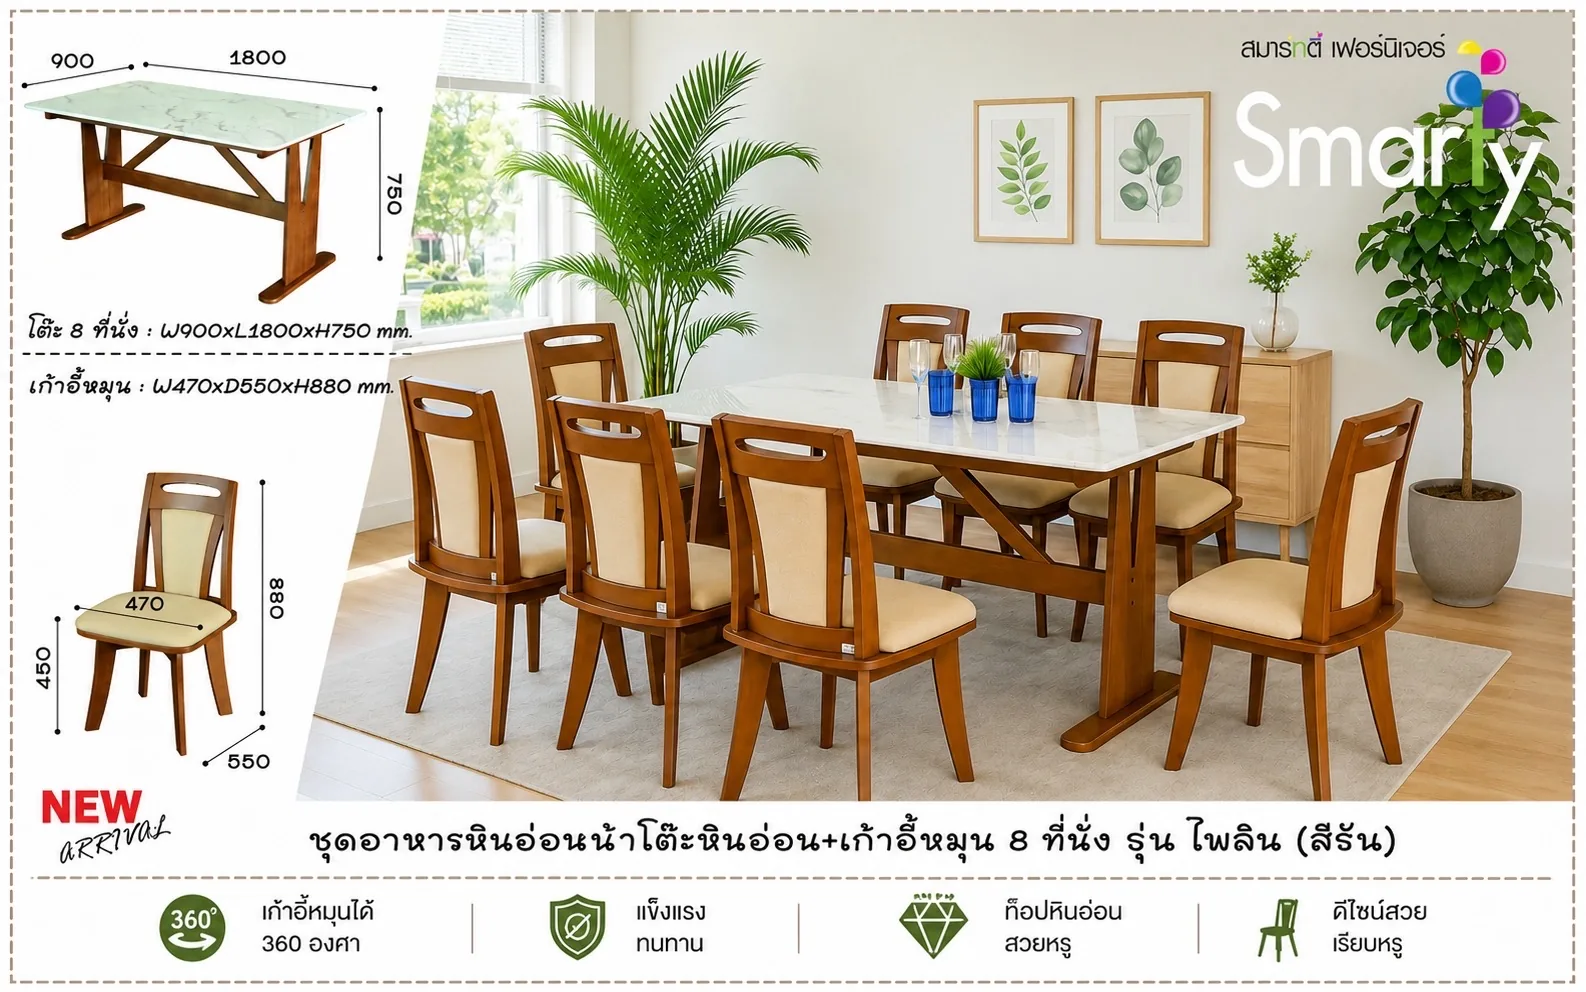 900
1800
750
โต๊ะ 8 ที่นั่ง : W900xL1800xH750 mm.
เก้าอี้หมุน : W470xD550xH880 mm.
470
450
880
550
สมาร์ทตี้ เฟอร์นิเจอร์
Smarty
NEW
ARRIVAL
ชุดอาหารหินอ่อนหน้าโต๊ะหินอ่อน+เก้าอี้หมุน 8 ที่นั่ง รุ่น ไพลิน (สีรัน)
360°
เก้าอี้หมุนได้
360 องศา
แข็งแรง
ทนทาน
ท็อปหินอ่อน
สวยหรู
ดีไซน์สวย
เรียบหรู